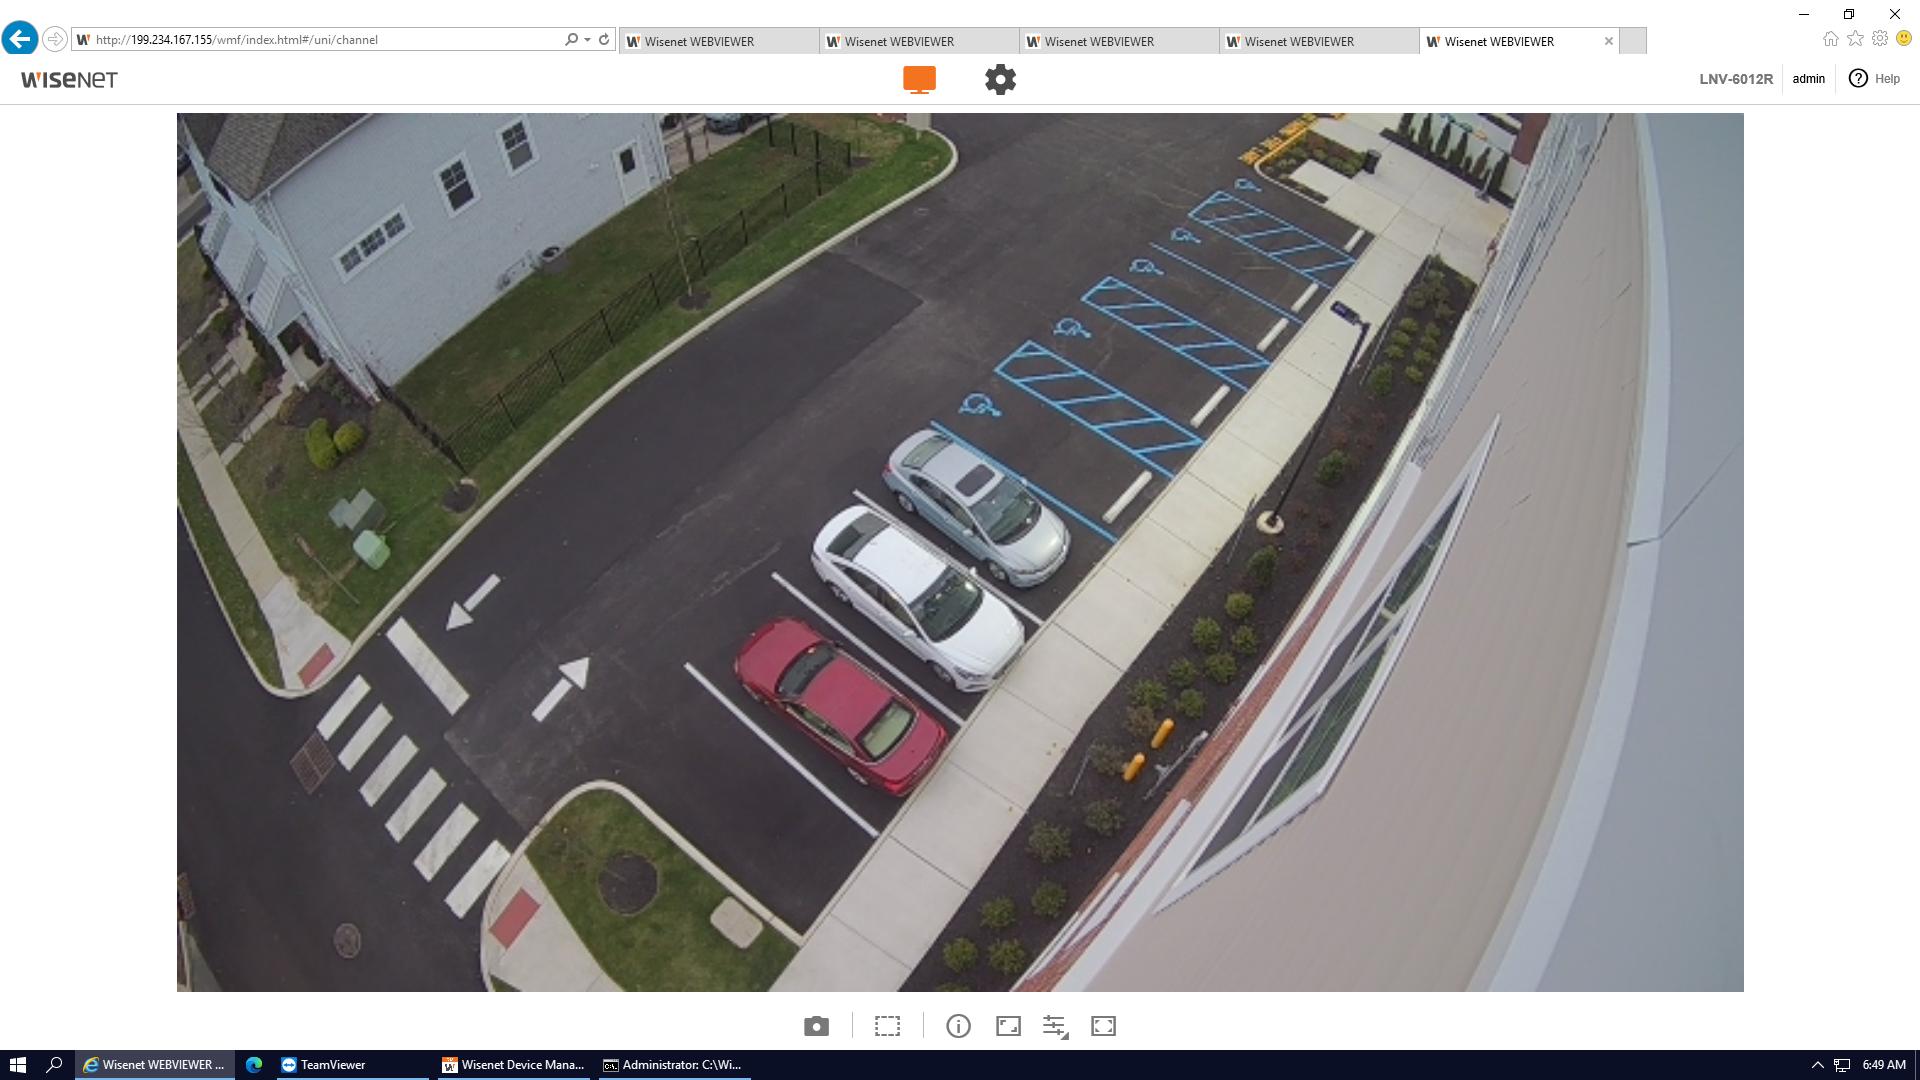 http://199.234.167.155/wmf/index.html#/uni/channel
Wisenet WEBVIEWER
Wisenet WEBVIEWER
Wisenet WEBVIEWER
Wisenet WEBVIEWER
Wisenet WEBVIEWER
WISENET
LNV-6012R
admin
? Help
Wisenet WEBVIEWER ...
TeamViewer
Wisenet Device Mana...
Administrator: C:\Wi...
6:49 AM